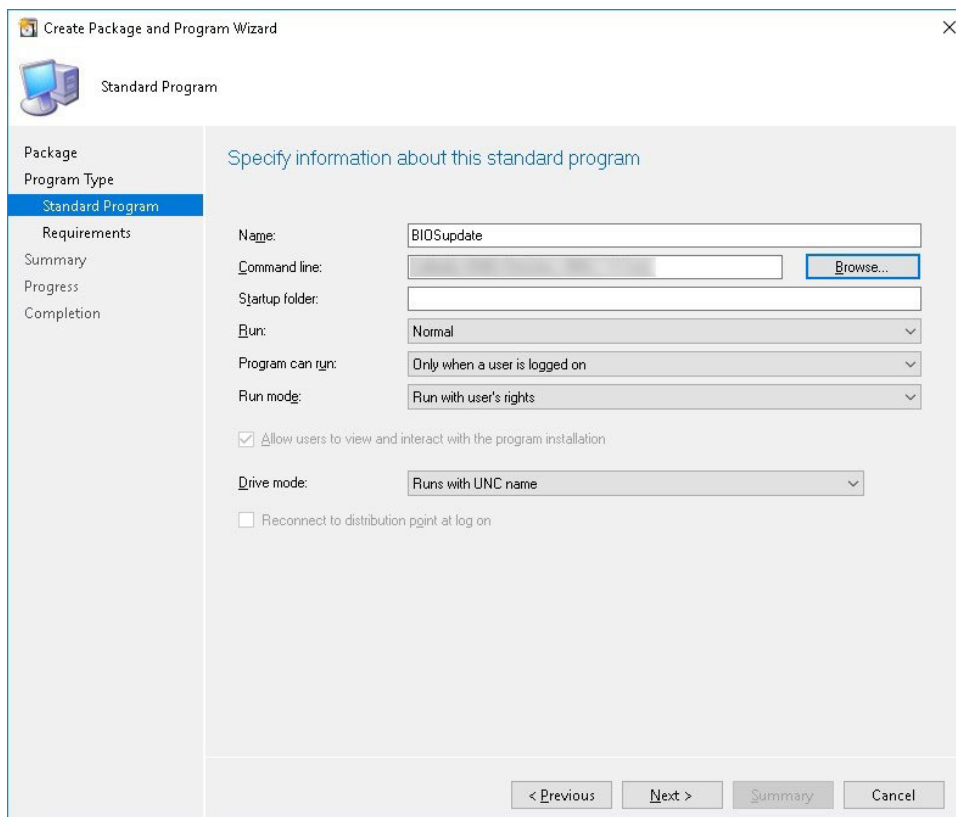 Create Package and Program Wizard
Standard Program
Package
Program Type
Standard Program
Requirements
Summary
Progress
Completion
Specify information about this standard program
Name: BIOSupdate
Command line: Browse...
Startup folder:
Run: Normal
Program can run: Only when a user is logged on
Run mode: Run with user's rights
Allow users to view and interact with the program installation
Drive mode: Runs with UNC name
Reconnect to distribution point at log on
< Previous Next > Summary Cancel